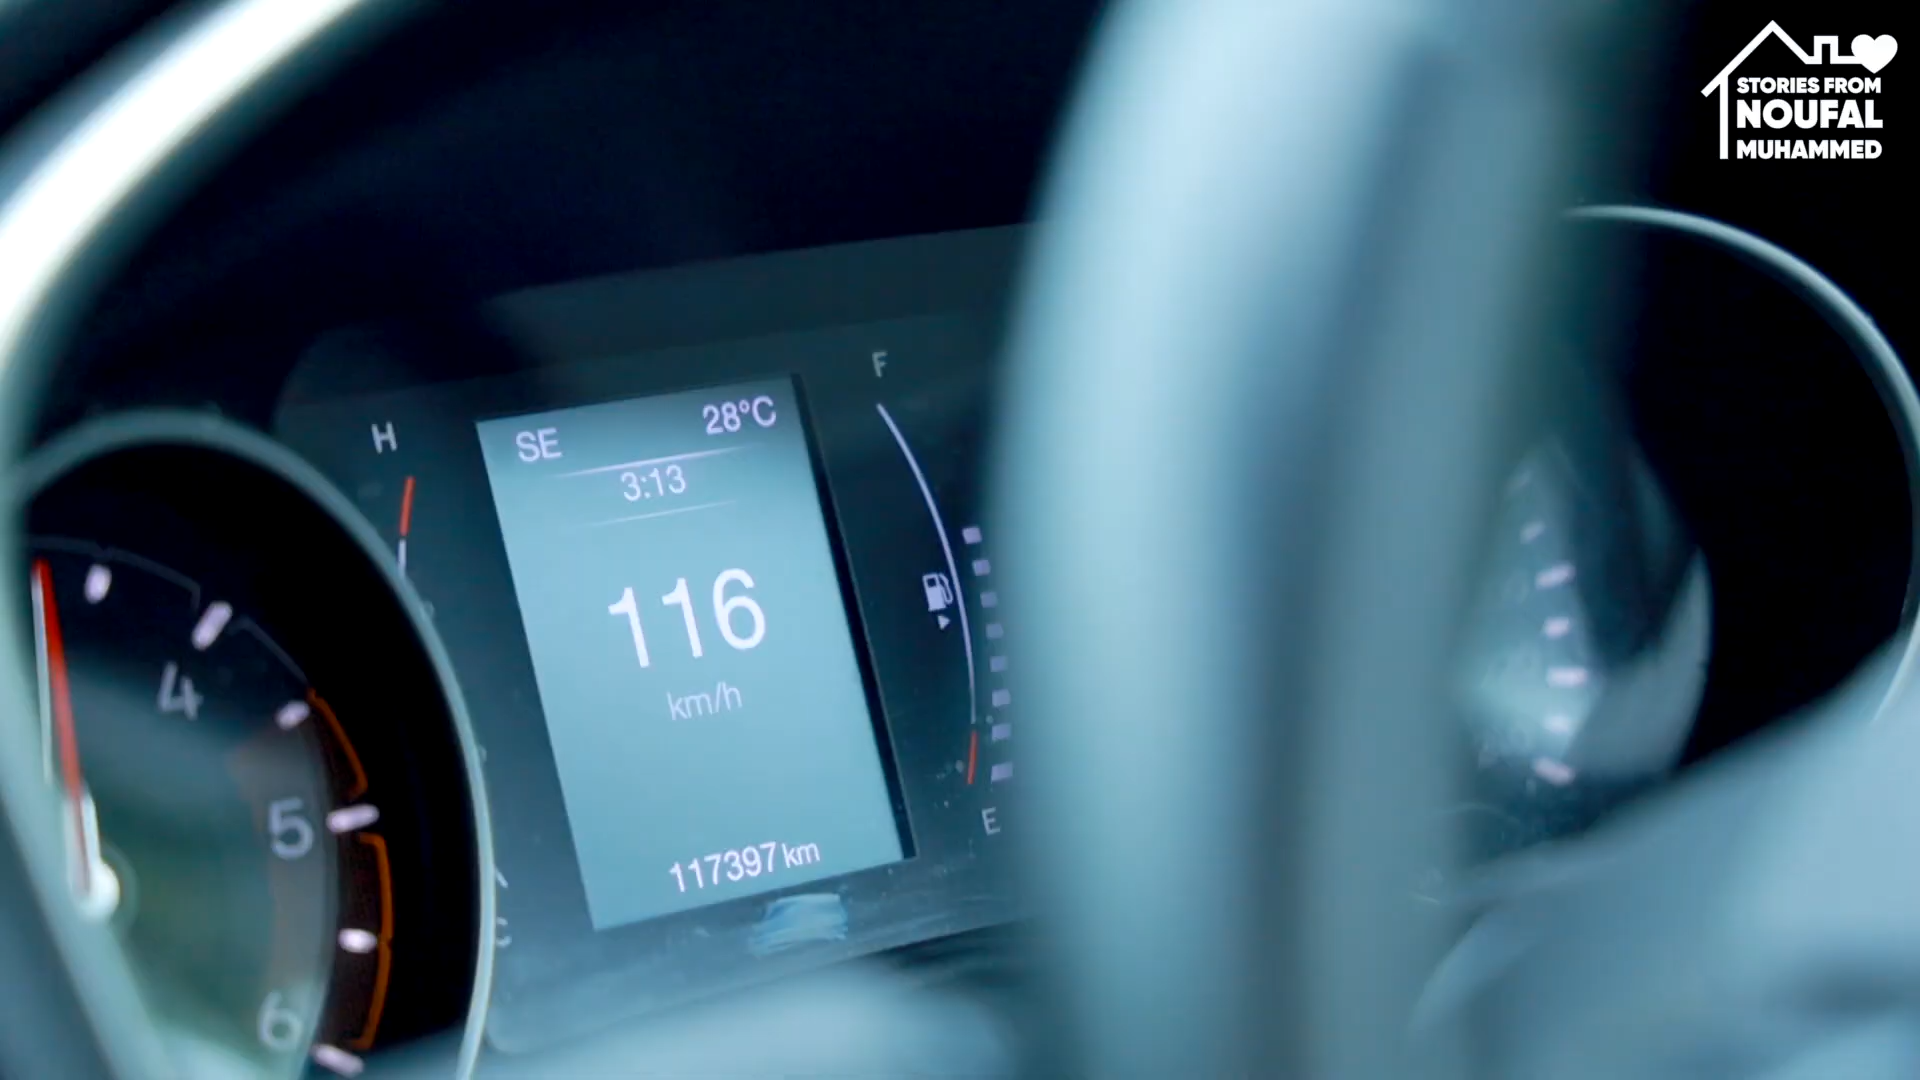 STORIES FROM
NOUFAL
MUHAMMED
H
F
SE
28°C
3:13
116
km/h
117397 km
E
C
4
5
6